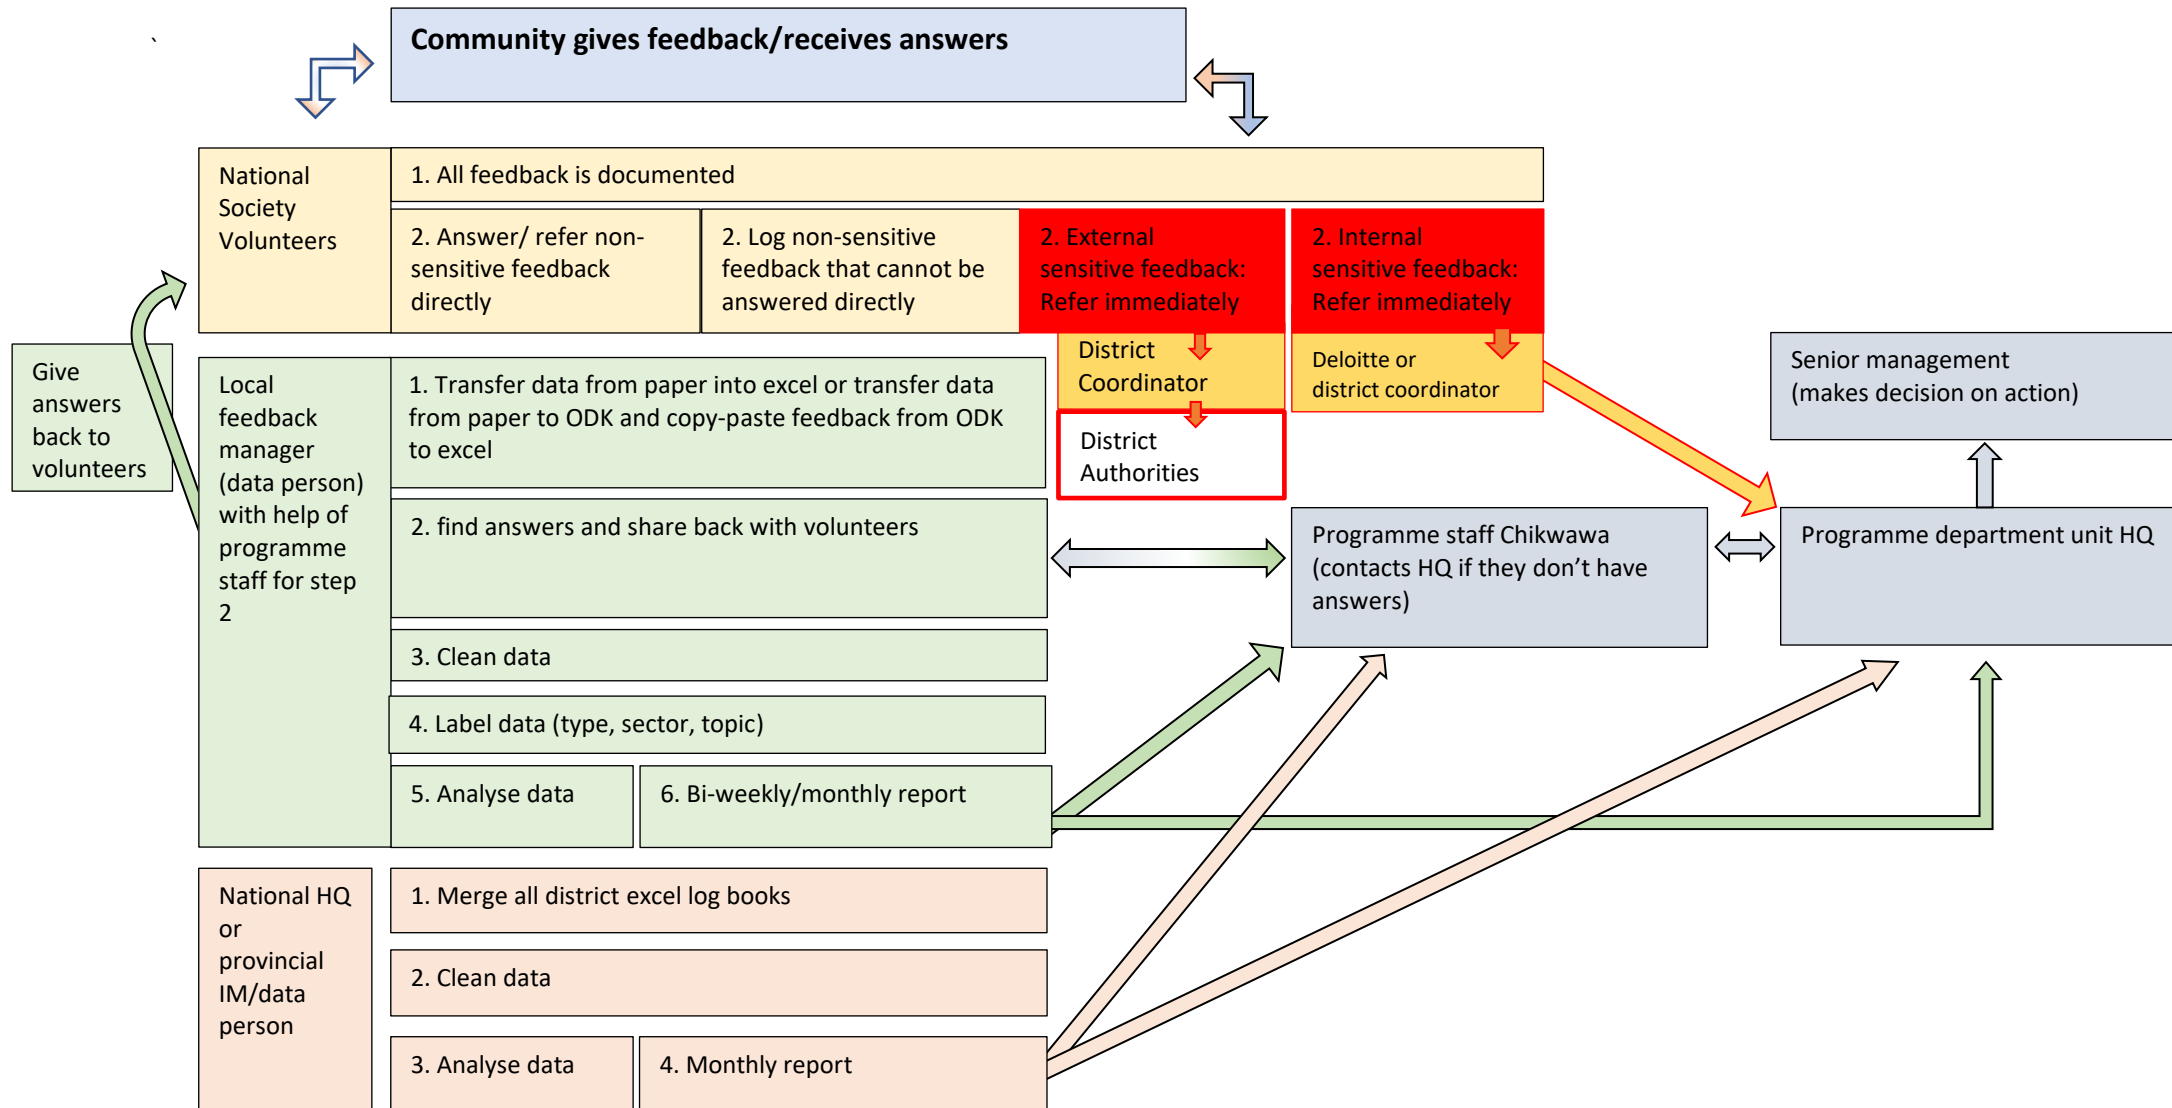 `
Community gives feedback/receives answers
National
Society
Volunteers
1. All feedback is documented
2. Answer/ refer non-
sensitive feedback
directly
2. Log non-sensitive
feedback that cannot be
answered directly
2. External
sensitive feedback:
Refer immediately
2. Internal
sensitive feedback:
Refer immediately
District
Coordinator
Deloitte or
district coordinator
District
Authorities
Senior management
(makes decision on action)
Give
answers
back to
volunteers
Local
feedback
manager
(data person)
with help of
programme
staff for step
2
1. Transfer data from paper into excel or transfer data
from paper to ODK and copy-paste feedback from ODK
to excel
2. find answers and share back with volunteers
Programme staff Chikwawa
(contacts HQ if they don’t have
answers)
Programme department unit HQ
3. Clean data
4. Label data (type, sector, topic)
5. Analyse data
6. Bi-weekly/monthly report
National HQ
or
provincial
IM/data
person
1. Merge all district excel log books
2. Clean data
3. Analyse data
4. Monthly report